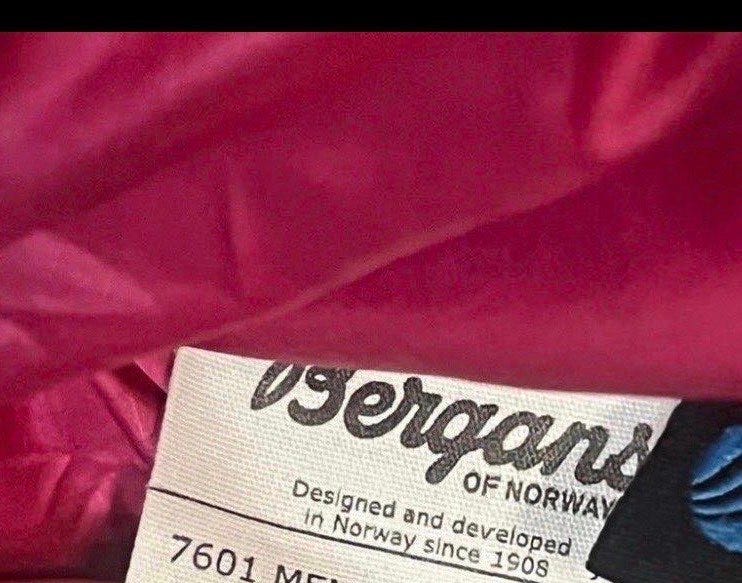 Bergans
OF NORWAY
Designed and developed
in Norway since 1908
7601